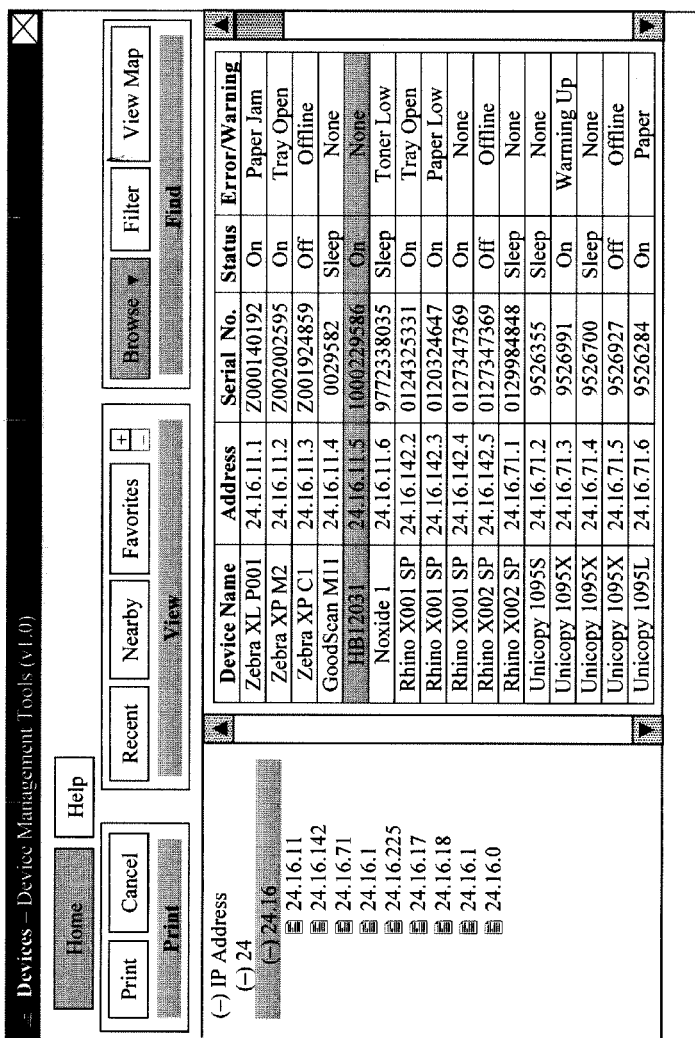 Devices – Device Management Tools (v1.0)
Home Help
Print Cancel
Print
Recent Nearby Favorites + –
View
Browse ▼ Filter View Map
Find
(–) IP Address
(–) 24
(–) 24.16
24.16.11
24.16.142
24.16.71
24.16.1
24.16.225
24.16.17
24.16.18
24.16.1
24.16.0
Device Name Address Serial No. Status Error/Warning
Zebra XL P001 24.16.11.1 Z000140192 On Paper Jam
Zebra XP M2 24.16.11.2 Z002002595 On Tray Open
Zebra XP C1 24.16.11.3 Z001924859 Off Offline
GoodScan M11 24.16.11.4 0029582 Sleep None
HB12031 24.16.11.5 1000229586 On None
Noxide 1 24.16.11.6 9772338035 Sleep Toner Low
Rhino X001 SP 24.16.142.2 0124325331 On Tray Open
Rhino X001 SP 24.16.142.3 0120324647 On Paper Low
Rhino X001 SP 24.16.142.4 0127347369 On None
Rhino X002 SP 24.16.142.5 0127347369 Off Offline
Rhino X002 SP 24.16.71.1 0129984848 Sleep None
Unicopy 1095S 24.16.71.2 9526355 Sleep None
Unicopy 1095X 24.16.71.3 9526991 On Warming Up
Unicopy 1095X 24.16.71.4 9526700 Sleep None
Unicopy 1095X 24.16.71.5 9526927 Off Offline
Unicopy 1095L 24.16.71.6 9526284 On Paper